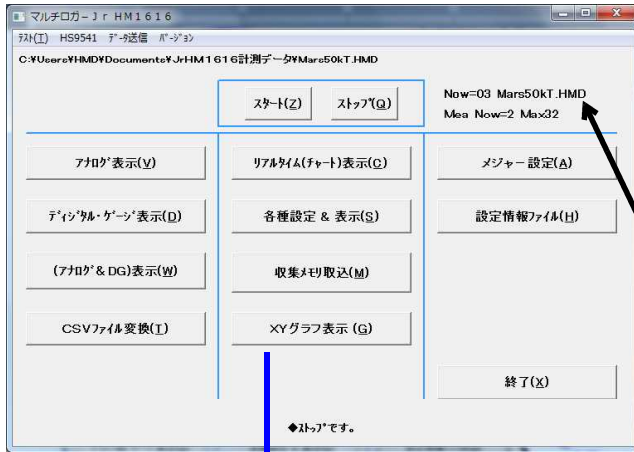 マルチロガ-Jr HM1616
ﾃｽﾄ(T) HS9541 ﾃﾞｰﾀ送信 ﾊﾞｰｼﾞｮﾝ
C:¥Users¥HMD¥Documents¥JrHM1616計測データ¥Mars50kT.HMD
ｽﾀｰﾄ(Z) ｽﾄｯﾌﾟ(Q)
Now=03 Mars50kT.HMD
Mea Now=2 Max32
ｱﾅﾛｸﾞ表示(V) ﾘｱﾙﾀｲﾑ(ﾁｬｰﾄ)表示(C) メジャー設定(A)
ﾃﾞｨｼﾞﾀﾙ・ｹﾞｰｼﾞ表示(D) 各種設定 & 表示(S) 設定情報ﾌｧｲﾙ(H)
(ｱﾅﾛｸﾞ& DG)表示(W) 収集ﾒﾓﾘ取込(M)
CSVﾌｧｲﾙ変換(T) XYグラフ表示 (G)
終了(X)
◆ｽﾄｯﾌﾟです。